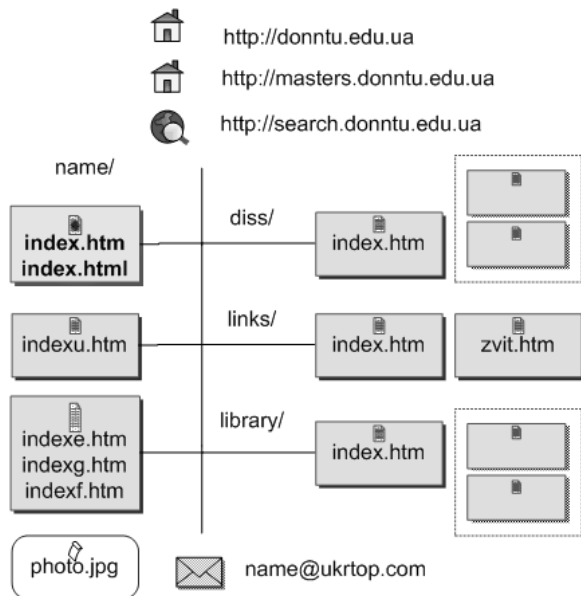 http://donntu.edu.ua
http://masters.donntu.edu.ua
http://search.donntu.edu.ua
name/
index.htm
index.html
diss/
index.htm
indexu.htm
links/
index.htm
zvit.htm
indexe.htm
indexg.htm
indexf.htm
library/
index.htm
photo.jpg
name@ukrtop.com